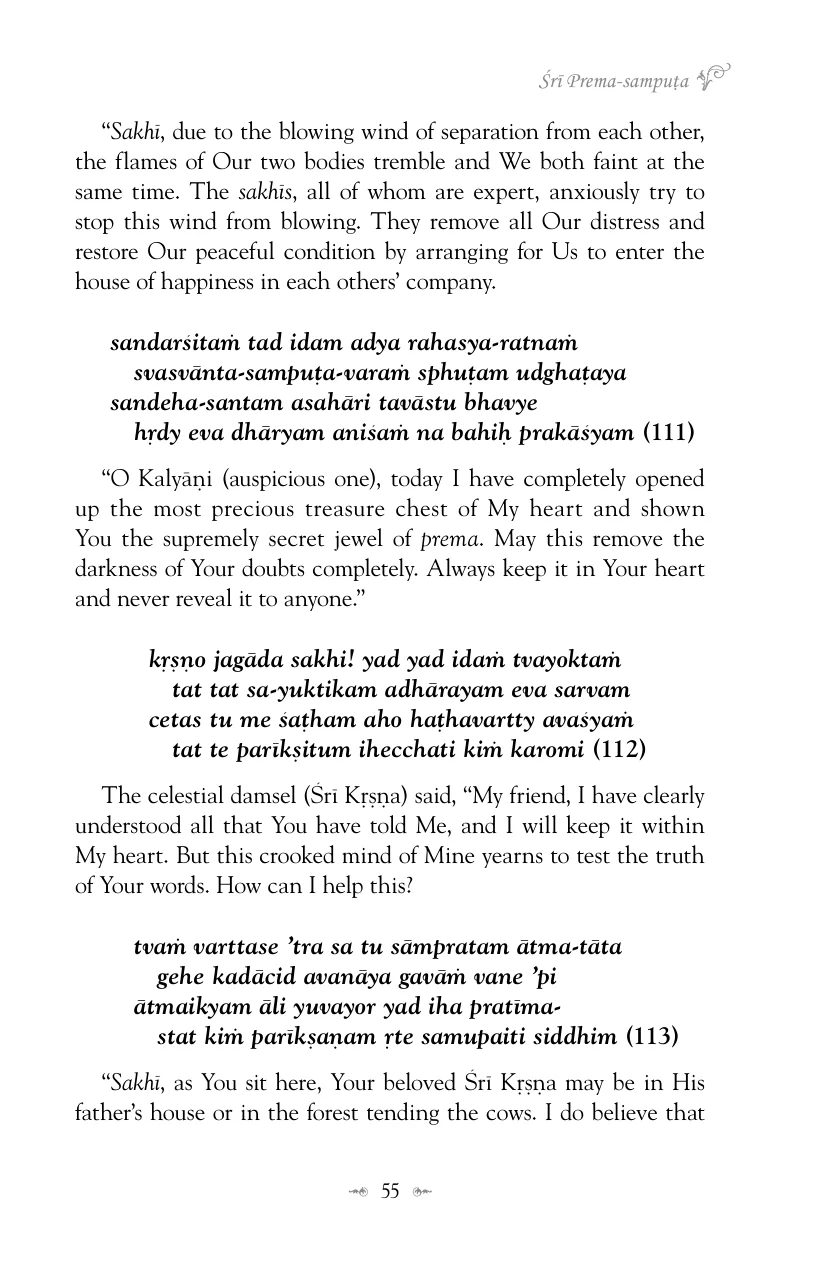 Śrī Prema-sampuṭa
“Sakhī, due to the blowing wind of separation from each other,
the flames of Our two bodies tremble and We both faint at the
same time. The sakhīs, all of whom are expert, anxiously try to
stop this wind from blowing. They remove all Our distress and
restore Our peaceful condition by arranging for Us to enter the
house of happiness in each others’ company.
sandarśitaṁ tad idam adya rahasya-ratnaṁ
svasvānta-sampuṭa-varaṁ sphuṭam udghaṭaya
sandeha-santam asahāri tavāstu bhavye
hṛdy eva dhāryam aniśaṁ na bahiḥ prakāśyam (111)
“O Kalyāṇi (auspicious one), today I have completely opened
up the most precious treasure chest of My heart and shown
You the supremely secret jewel of prema. May this remove the
darkness of Your doubts completely. Always keep it in Your heart
and never reveal it to anyone.”
kṛṣṇo jagāda sakhi! yad yad idaṁ tvayoktaṁ
tat tat sa-yuktikam adhārayam eva sarvam
cetas tu me śaṭham aho haṭhavartty avaśyaṁ
tat te parīkṣitum ihecchati kiṁ karomi (112)
The celestial damsel (Śrī Kṛṣṇa) said, “My friend, I have clearly
understood all that You have told Me, and I will keep it within
My heart. But this crooked mind of Mine yearns to test the truth
of Your words. How can I help this?
tvaṁ varttase ’tra sa tu sāmpratam ātma-tāta
gehe kadācid avanāya gavāṁ vane ’pi
ātmaikyam āli yuvayor yad iha pratīma-
stat kiṁ parīkṣaṇam ṛte samupaiti siddhim (113)
“Sakhī, as You sit here, Your beloved Śrī Kṛṣṇa may be in His
father’s house or in the forest tending the cows. I do believe that
55